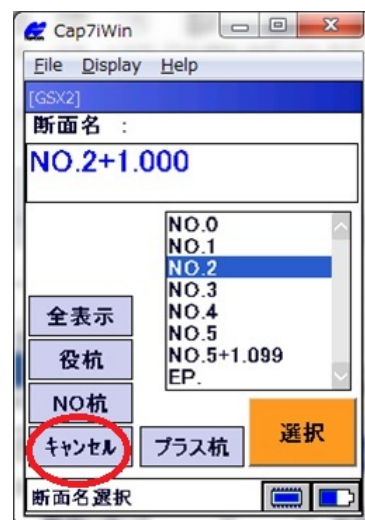 Cap7iWin
File Display Help
[GSX2]
断面名 :
NO.2+1.000
NO.0
NO.1
NO.2
NO.3
NO.4
NO.5
NO.5+1.099
EP.
全表示
役杭
NO杭
キャンセル
プラス杭
選択
断面名選択